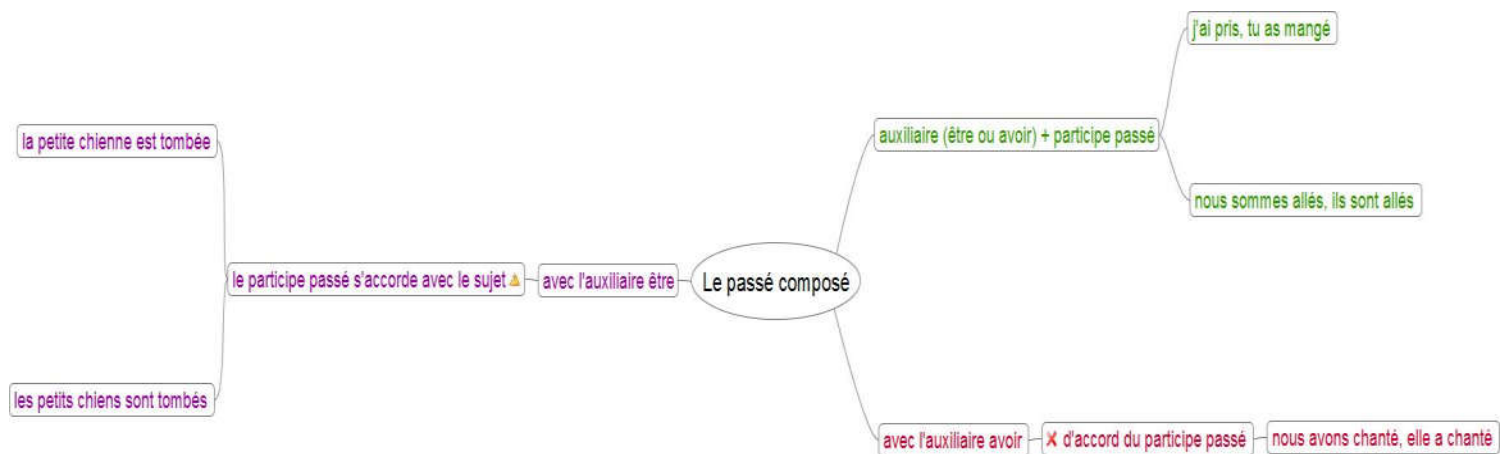 j'ai pris, tu as mangé
auxiliaire (être ou avoir) + participe passé
la petite chienne est tombée
nous sommes allés, ils sont allés
le participe passé s'accorde avec le sujet
avec l'auxiliaire être
Le passé composé
les petits chiens sont tombés
avec l'auxiliaire avoir
d'accord du participe passé
nous avons chanté, elle a chanté